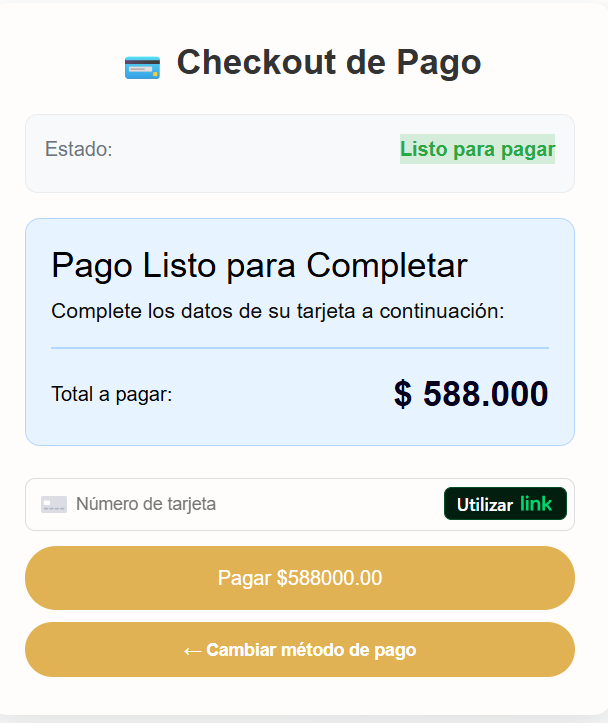 Checkout de Pago
Estado:
Listo para pagar
Pago Listo para Completar
Complete los datos de su tarjeta a continuación:
Total a pagar:
$ 588.000
Número de tarjeta
Utilizar link
Pagar $588000.00
← Cambiar método de pago